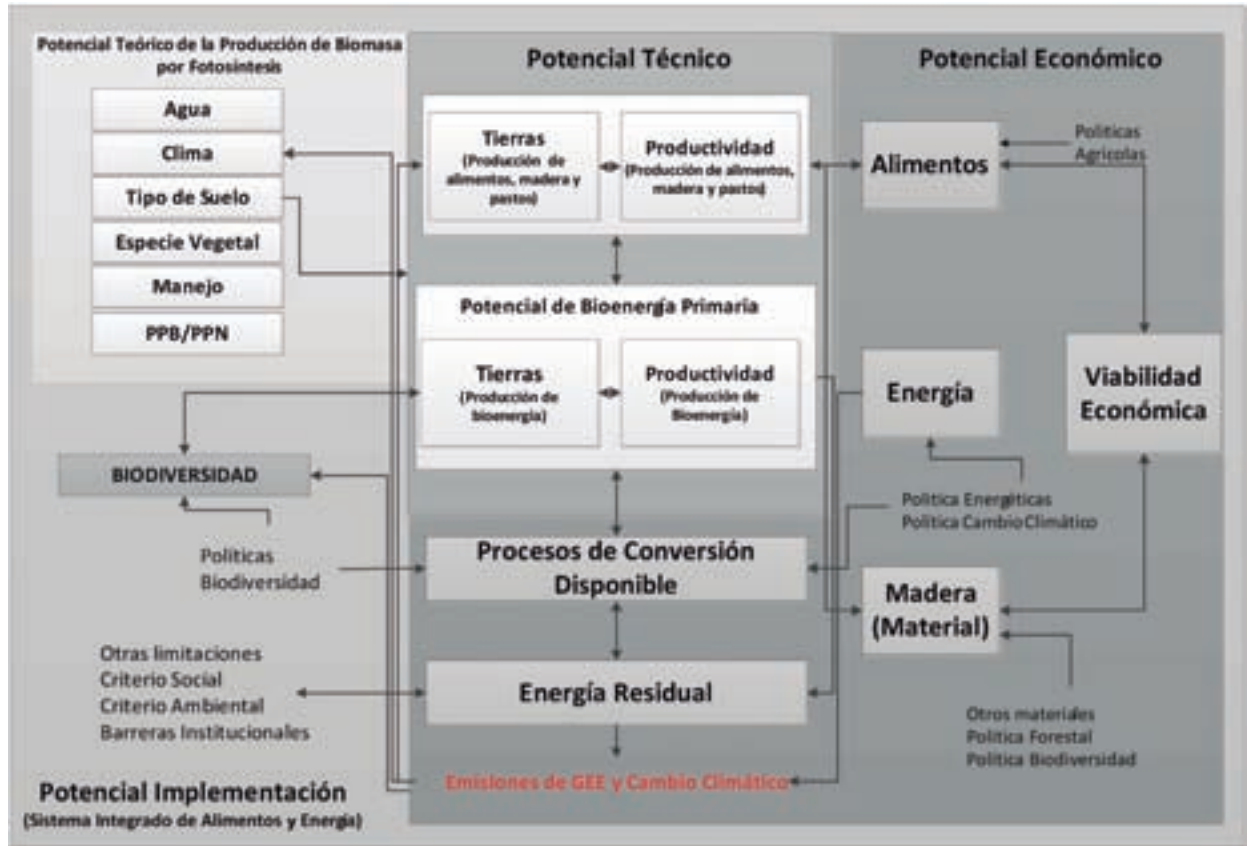 Potencial Teórico de la Producción de Biomasa
por Fotosíntesis
Agua
Clima
Tipo de Suelo
Especie Vegetal
Manejo
PPB/PPN
Potencial Técnico
Tierras
(Producción de
alimentos, madera y
pastos)
Productividad
(Producción de alimentos,
madera y pastos)
Potencial de Bioenergía Primaria
Tierras
(Producción de
bioenergía)
Productividad
(Producción de Bioenergía)
Procesos de Conversión
Disponible
Energía Residual
Emisiones de GEE y Cambio Climático
Potencial Económico
Alimentos
Políticas
Agrícolas
Energía
Viabilidad
Económica
Política Energéticas
Política Cambio Climático
Madera
(Material)
Otros materiales
Política Forestal
Política Biodiversidad
BIODIVERSIDAD
Políticas
Biodiversidad
Otras limitaciones
Criterio Social
Criterio Ambiental
Barreras Institucionales
Potencial Implementación
(Sistema Integrado de Alimentos y Energía)